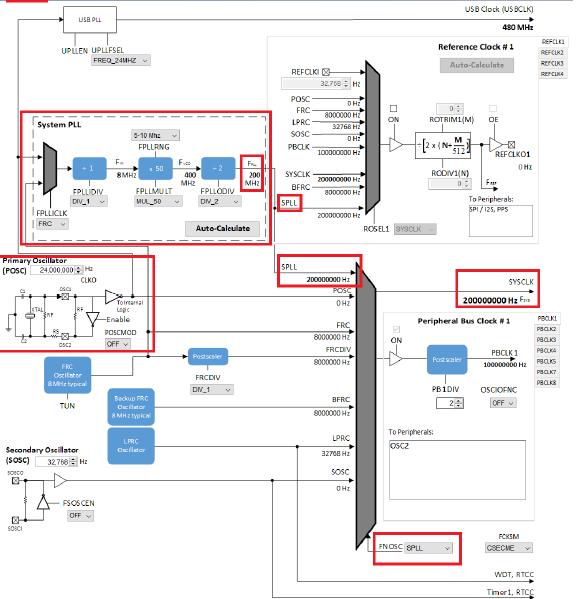 USB Clock (USBCLK)
480 MHz
USB PLL
UPLLEN
UPLLFSEL
FREQ_24MHZ
Reference Clock # 1
Auto-Calculate
REFCLK1
REFCLK2
REFCLK3
REFCLK4
REFCLKI
32,768
Hz
POSC
0 Hz
FRC
8000000 Hz
LPRC
32768 Hz
SOSC
0 Hz
PBCLK
100000000 Hz
SYSCLK
200000000 Hz
BFRC
8000000 Hz
SPLL
200000000 Hz
ROSEL1
SYSCLK
ON
0
ROTRIM1(M)
÷ [2 x ( N+ M/512 ]
RODIV1(N)
0
OE
REFCLKO1
0 Hz
FREF
To Peripherals:
SPI / I2S, PPS
System PLL
5-10 Mhz
FPLLRNG
÷ 1
FIN
8 MHz
x 50
FVCO
400
MHz
÷ 2
FPLL
200
MHz
FPLLIDIV
DIV_1
FPLLMULT
MUL_50
FPLLODIV
DIV_2
FPLLICLK
FRC
Auto-Calculate
Primary Oscillator
(POSC)
24,000,000
Hz
CLKO
OSC1
C1
XTAL
RF
To Internal
Logic
Enable
C2
RS
OSC2
POSCMOD
OFF
SPLL
200000000 Hz
POSC
0 Hz
FRC
8000000 Hz
FRCDIV
8000000 Hz
BFRC
8000000 Hz
LPRC
32768 Hz
SOSC
0 Hz
SYSCLK
200000000 Hz FSYS
Peripheral Bus Clock # 1
PBCLK1
PBCLK2
PBCLK3
PBCLK4
PBCLK5
PBCLK7
PBCLK8
ON
Postscaler
PBCLK1
100000000 Hz
PB1DIV
2
OSCIOFNC
OFF
To Peripherals:
OSC2
FRC
Oscillator
8 MHz typical
TUN
Postscaler
FRCDIV
DIV_1
Backup FRC
Oscillator
8 MHz typical
LPRC
Oscillator
Secondary Oscillator
(SOSC)
32,768
Hz
SOSCO
SOSCI
FSOSCEN
OFF
FNOSC
SPLL
FCKSM
CSECME
WDT, RTCC
Timer1, RTCC